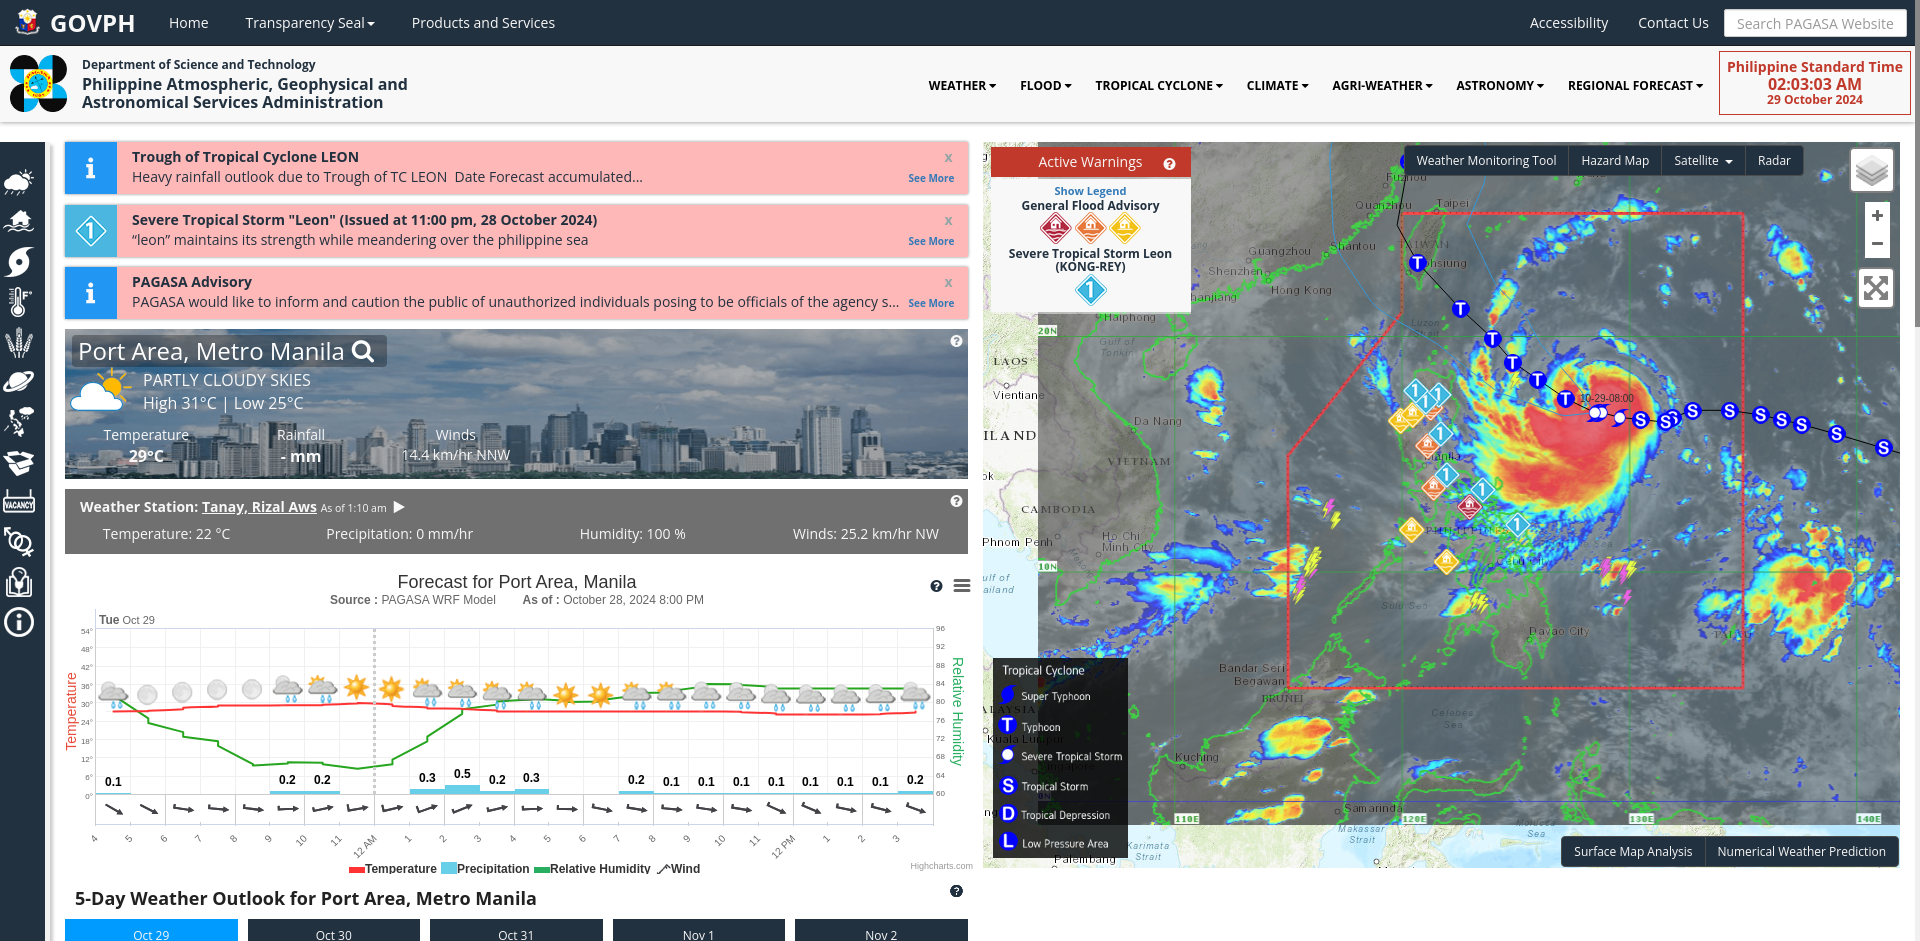 GOVPH
Home
Transparency Seal
Products and Services
Accessibility
Contact Us
Search PAGASA Website
Department of Science and Technology
Philippine Atmospheric, Geophysical and
Astronomical Services Administration
WEATHER
FLOOD
TROPICAL CYCLONE
CLIMATE
AGRI-WEATHER
ASTRONOMY
REGIONAL FORECAST
Philippine Standard Time
02:03:03 AM
29 October 2024
Trough of Tropical Cyclone LEON
x
Heavy rainfall outlook due to Trough of TC LEON Date Forecast accumulated...
See More
Severe Tropical Storm "Leon" (Issued at 11:00 pm, 28 October 2024)
x
“leon” maintains its strength while meandering over the philippine sea
See More
PAGASA Advisory
x
PAGASA would like to inform and caution the public of unauthorized individuals posing to be officials of the agency s...
See More
VACANCY
Port Area, Metro Manila
PARTLY CLOUDY SKIES
High 31°C | Low 25°C
Temperature
29°C
Rainfall
- mm
Winds
14.4 km/hr NNW
Weather Station: Tanay, Rizal Aws As of 1:10 am
Temperature: 22 °C
Precipitation: 0 mm/hr
Humidity: 100 %
Winds: 25.2 km/hr NW
Forecast for Port Area, Manila
Source : PAGASA WRF Model As of : October 28, 2024 8:00 PM
Tue Oct 29
Temperature
54°
48°
42°
36°
30°
24°
18°
12°
6°
0°
96
92
88
84
80
76
72
68
64
60
Relative Humidity
0.1 0.2 0.2 0.3 0.5 0.2 0.3 0.2 0.1 0.1 0.1 0.1 0.1 0.1 0.1 0.2
4 5 6 7 8 9 10 11 12 AM 1 2 3 4 5 6 7 8 9 10 11 12 PM 1 2 3
Temperature Precipitation Relative Humidity Wind
Highcharts.com
5-Day Weather Outlook for Port Area, Metro Manila
Oct 29
Oct 30
Oct 31
Nov 1
Nov 2
Active Warnings
Show Legend
General Flood Advisory
Severe Tropical Storm Leon
(KONG-REY)
Weather Monitoring Tool
Hazard Map
Satellite
Radar
+
−
Fuzhou
Quanzhou
Taipei
Guangzhou
Shantou
TAIWAN
Shenzhen
Hong Kong
Haiphong
20N
Gulf of
Tonkin
Luzon
Strait
LAOS
Vientiane
Da Nang
VIETNAM
10-29-08:00
Manila
CAMBODIA
Phnom Penh
Ho Chi
Minh City
PHILIPPINES
Cebu City
10N
Sulu Sea
Davao City
PALAU
Bandar Seri
Begawan
BRUNEI
Celebes
Sea
Kuching
Samarinda
110E
120E
130E
140E
Makassar
Strait
Karimata
Strait
Palembang
Tropical Cyclone
Super Typhoon
T Typhoon
Severe Tropical Storm
S Tropical Storm
D Tropical Depression
L Low Pressure Area
Surface Map Analysis
Numerical Weather Prediction